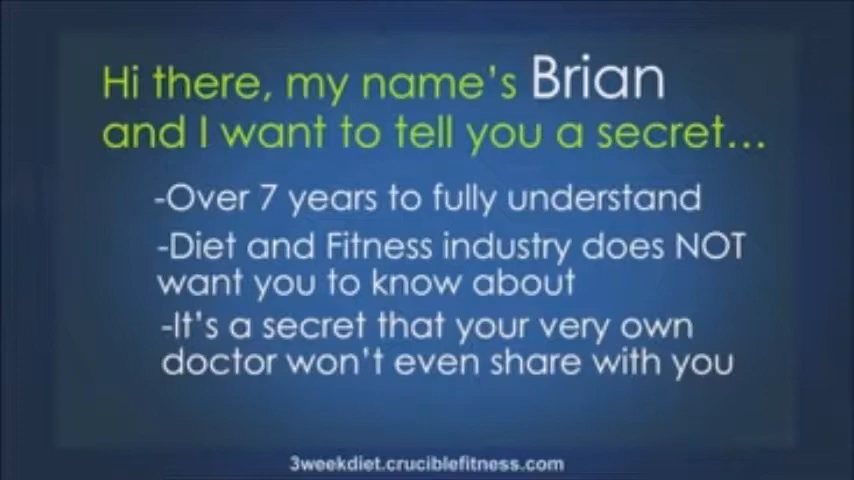 Hi there, my name's Brian
and I want to tell you a secret...
-Over 7 years to fully understand
-Diet and Fitness industry does NOT
want you to know about
-It's a secret that your very own
doctor won't even share with you
3weekdiet.cruciblefitness.com